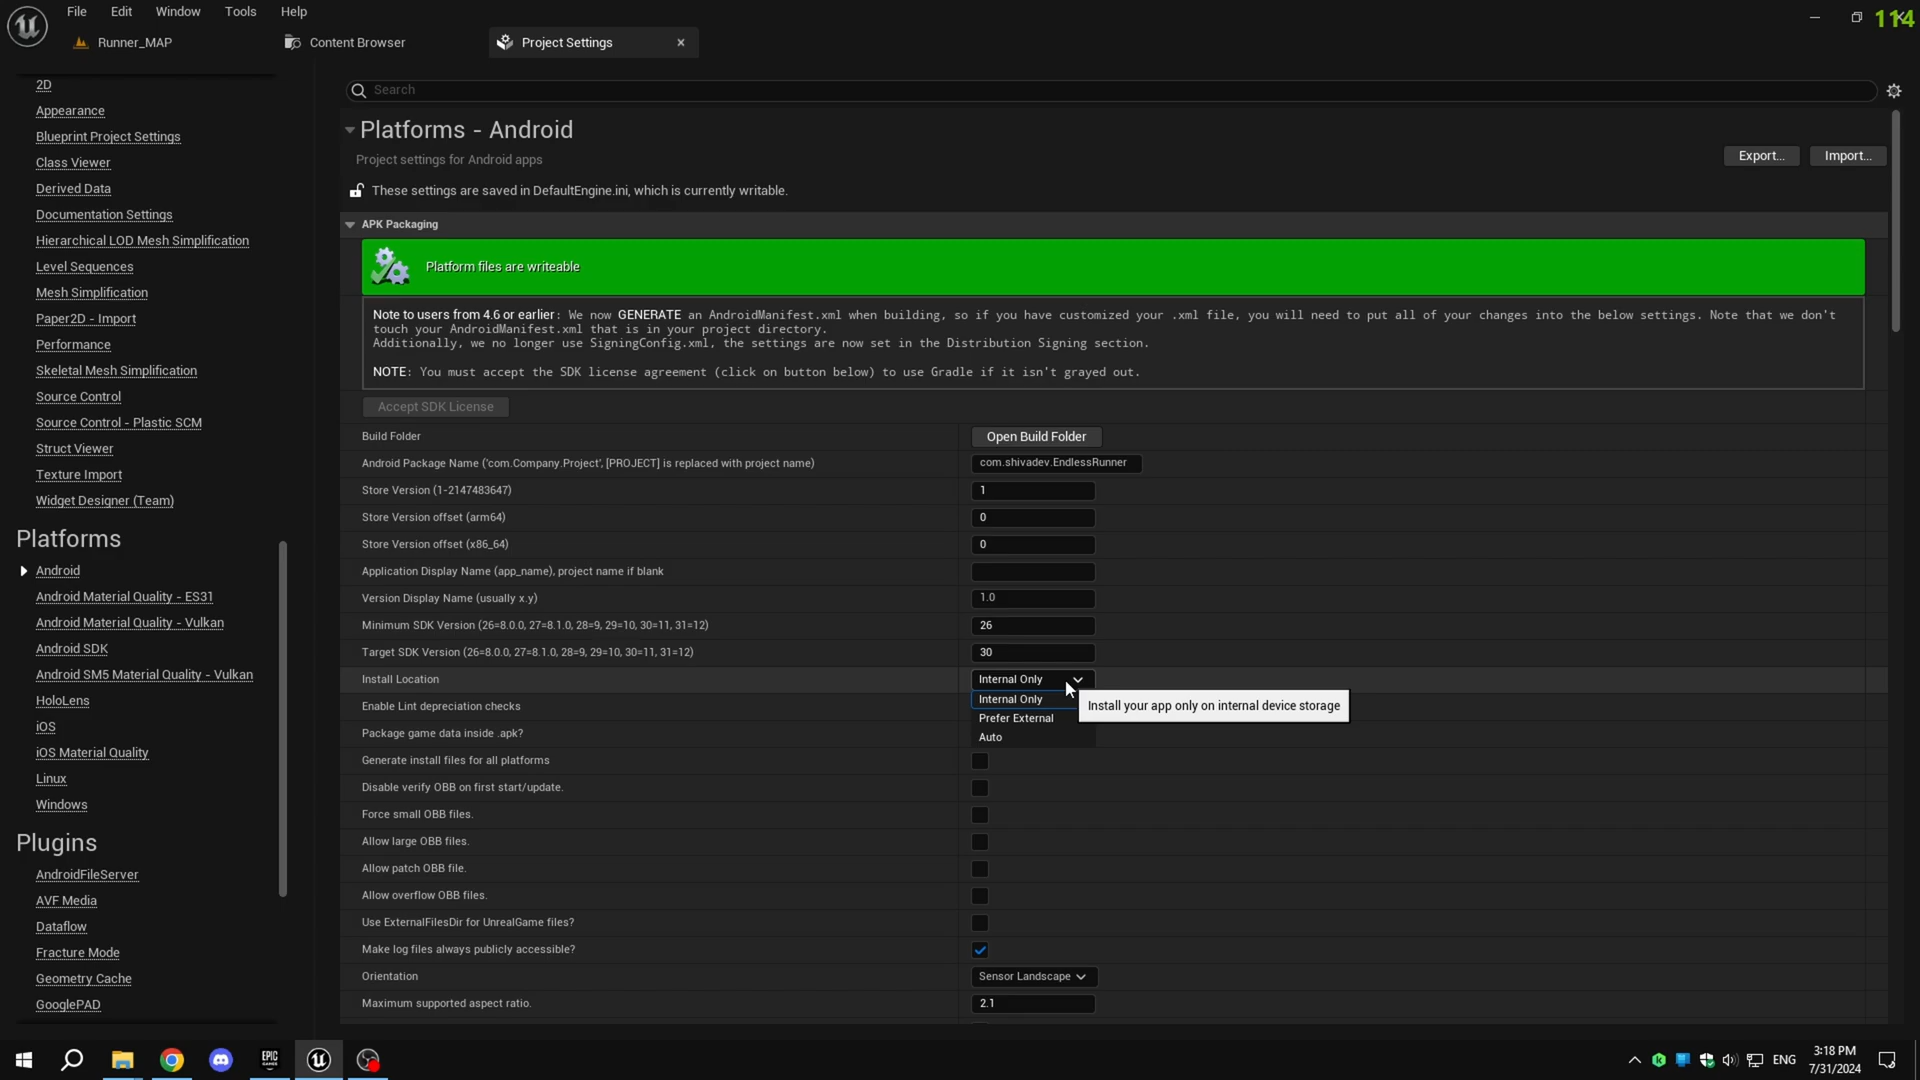 File Edit Window Tools Help
114
Runner_MAP
Content Browser
Project Settings
2D
Appearance
Blueprint Project Settings
Class Viewer
Derived Data
Documentation Settings
Hierarchical LOD Mesh Simplification
Level Sequences
Mesh Simplification
Paper2D - Import
Performance
Skeletal Mesh Simplification
Source Control
Source Control - Plastic SCM
Struct Viewer
Texture Import
Widget Designer (Team)
Platforms
Android
Android Material Quality - ES31
Android Material Quality - Vulkan
Android SDK
Android SM5 Material Quality - Vulkan
HoloLens
iOS
iOS Material Quality
Linux
Windows
Plugins
AndroidFileServer
AVF Media
Dataflow
Fracture Mode
Geometry Cache
GooglePAD
Search
Platforms - Android
Project settings for Android apps
Export...
Import...
These settings are saved in DefaultEngine.ini, which is currently writable.
APK Packaging
Platform files are writeable
Note to users from 4.6 or earlier: We now GENERATE an AndroidManifest.xml when building, so if you have customized your .xml file, you will need to put all of your changes into the below settings. Note that we don't
touch your AndroidManifest.xml that is in your project directory.
Additionally, we no longer use SigningConfig.xml, the settings are now set in the Distribution Signing section.
NOTE: You must accept the SDK license agreement (click on button below) to use Gradle if it isn't grayed out.
Accept SDK License
Build Folder
Open Build Folder
Android Package Name ('com.Company.Project', [PROJECT] is replaced with project name)
com.shivadev.EndlessRunner
Store Version (1-2147483647)
1
Store Version offset (arm64)
0
Store Version offset (x86_64)
0
Application Display Name (app_name), project name if blank
Version Display Name (usually x.y)
1.0
Minimum SDK Version (26=8.0.0, 27=8.1.0, 28=9, 29=10, 30=11, 31=12)
26
Target SDK Version (26=8.0.0, 27=8.1.0, 28=9, 29=10, 30=11, 31=12)
30
Install Location
Internal Only
Internal Only
Prefer External
Auto
Install your app only on internal device storage
Enable Lint depreciation checks
Package game data inside .apk?
Generate install files for all platforms
Disable verify OBB on first start/update.
Force small OBB files.
Allow large OBB files.
Allow patch OBB file.
Allow overflow OBB files.
Use ExternalFilesDir for UnrealGame files?
Make log files always publicly accessible?
Orientation
Sensor Landscape
Maximum supported aspect ratio.
2.1
EPIC
GAMES
ENG
3:18 PM
7/31/2024